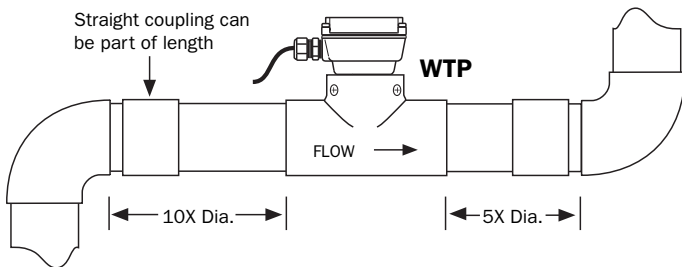 Straight coupling can
be part of length
WTP
FLOW
10X Dia.
5X Dia.